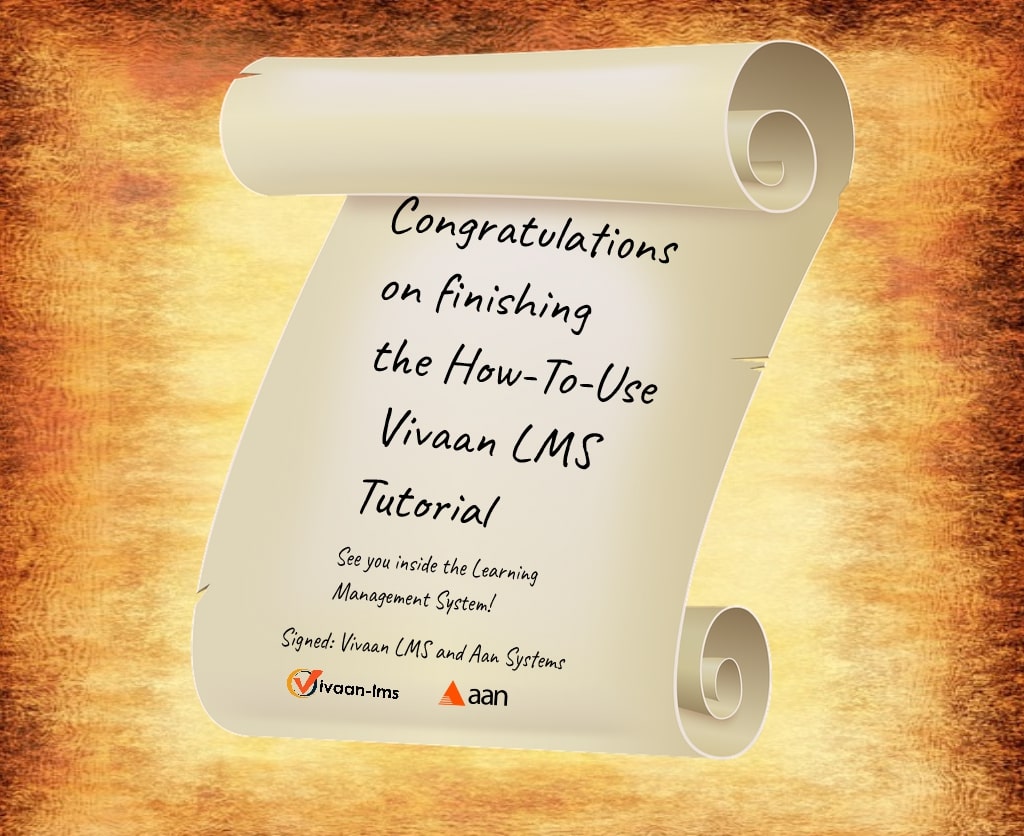 Congratulations
on finishing
the How-To-Use
Vivaan LMS
Tutorial
See you inside the Learning
Management System!
Signed: Vivaan LMS and Aan Systems
Vivaan-lms aan